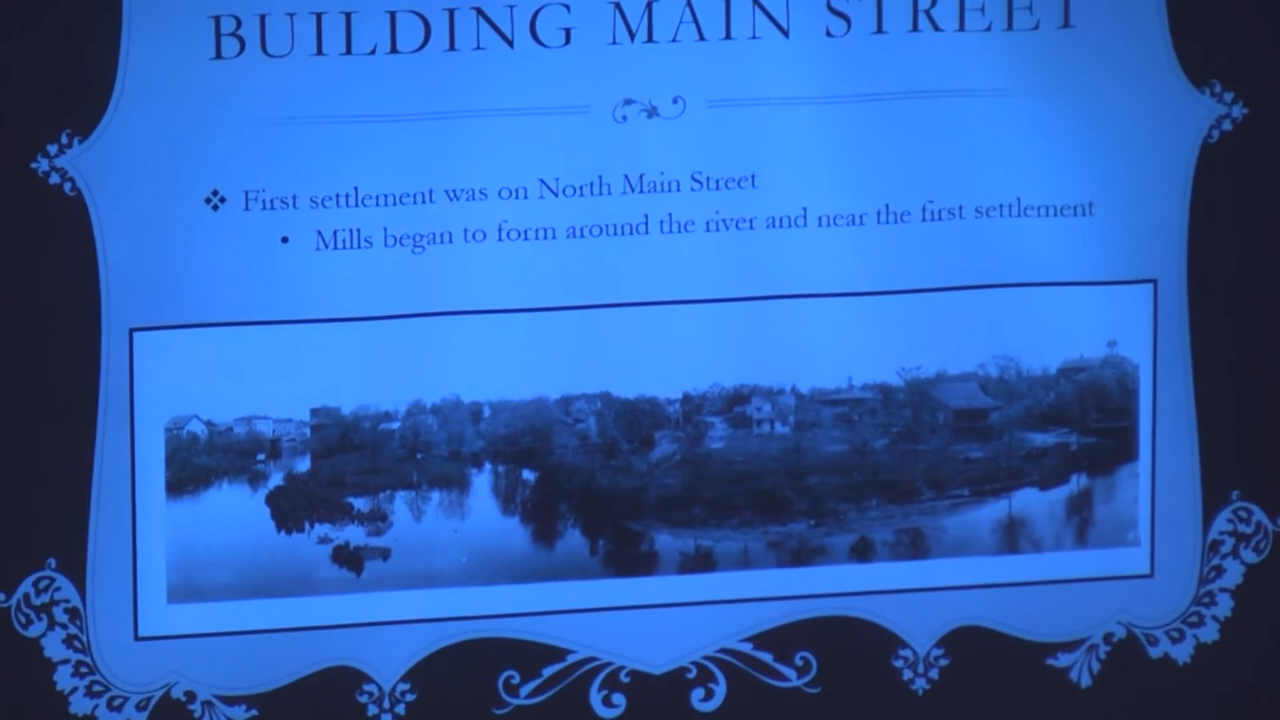 BUILDING MAIN STREET
❖ First settlement was on North Main Street
• Mills began to form around the river and near the first settlement